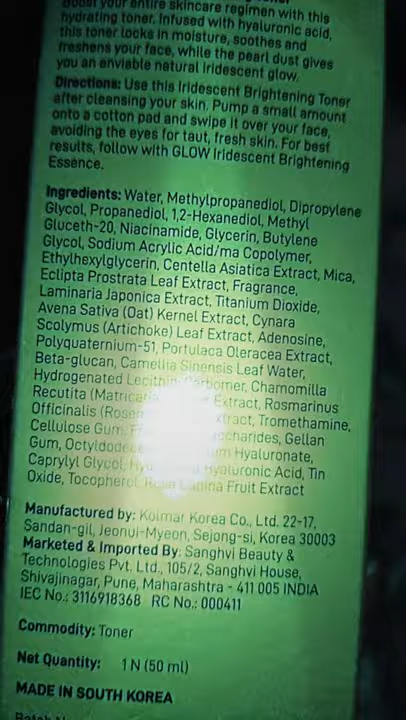 Boost your entire skincare regimen with this
hydrating toner. Infused with hyaluronic acid,
this toner locks in moisture, soothes and
freshens your face, while the pearl dust gives
you an enviable natural Iridescent glow.
Directions: Use this Iridescent Brightening Toner
after cleansing your skin. Pump a small amount
onto a cotton pad and swipe it over your face,
avoiding the eyes for taut, fresh skin. For best
results, follow with GLOW Iridescent Brightening
Essence.
Ingredients: Water, Methylpropanediol, Dipropylene
Glycol, Propanediol, 1,2-Hexanediol, Methyl
Gluceth-20, Niacinamide, Glycerin, Butylene
Glycol, Sodium Acrylic Acid/ma Copolymer,
Ethylhexylglycerin, Centella Asiatica Extract, Mica,
Eclipta Prostrata Leaf Extract, Fragrance,
Laminaria Japonica Extract, Titanium Dioxide,
Avena Sativa (Oat) Kernel Extract, Cynara
Scolymus (Artichoke) Leaf Extract, Adenosine,
Polyquaternium-51, Portulaca Oleracea Extract,
Beta-glucan, Camellia Sinensis Leaf Water,
Hydrogenated Lecithin, Carbomer, Chamomilla
Recutita Extract, Rosmarinus
Officinalis Extract, Tromethamine,
Cellulose Gum, Gellan
Gum, Hyaluronate,
Caprylyl Glycol, Hyaluronic Acid, Tin
Oxide, Tocopherol, Fruit Extract
Manufactured by: Kolmar Korea Co., Ltd. 22-17,
Sandan-gil, Jeonui-Myeon, Sejong-si, Korea 30003
Marketed & Imported By: Sanghvi Beauty &
Technologies Pvt. Ltd., 105/2, Sanghvi House,
Shivajinagar, Pune, Maharashtra - 411 005 INDIA
IEC No.: 3116918368 RC No.: 000411
Commodity: Toner
Net Quantity: 1 N (50 ml)
MADE IN SOUTH KOREA